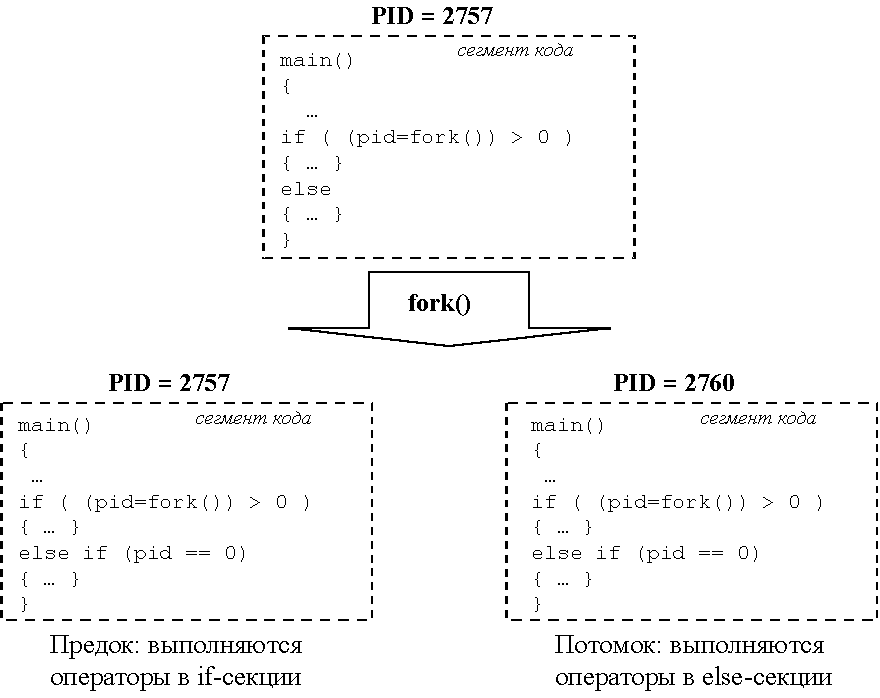 PID = 2757
сегмент кода
main()
{
…
if ( (pid=fork()) > 0 )
{ … }
else
{ … }
}
fork()
PID = 2757
сегмент кода
main()
{
…
if ( (pid=fork()) > 0 )
{ … }
else if (pid == 0)
{ … }
}
Предок: выполняются
операторы в if-секции
PID = 2760
сегмент кода
main()
{
…
if ( (pid=fork()) > 0 )
{ … }
else if (pid == 0)
{ … }
}
Потомок: выполняются
операторы в else-секции